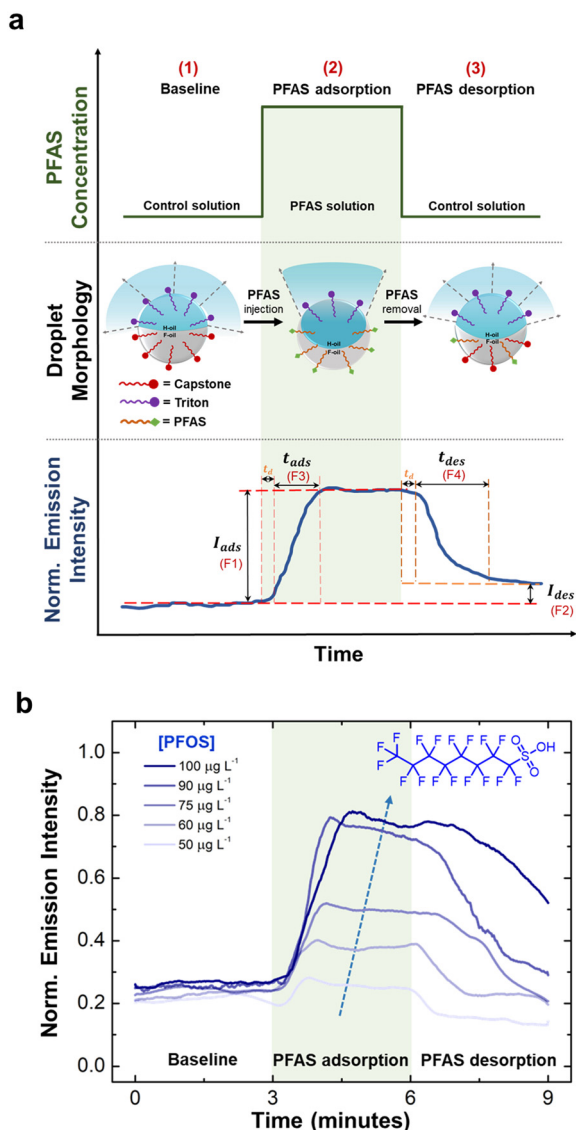 a
(1)
(2)
(3)
Baseline
PFAS adsorption
PFAS desorption
PFAS
Concentration
Control solution
PFAS solution
Control solution
Droplet
Morphology
H-oil
F-oil
PFAS
injection
H-oil
F-oil
PFAS
removal
H-oil
F-oil
= Capstone
= Triton
= PFAS
Norm. Emission
Intensity
t_d
t_ads
(F3)
t_d
t_des
(F4)
I_ads
(F1)
I_des
(F2)
Time
b
[PFOS]
100 µg L⁻¹
90 µg L⁻¹
75 µg L⁻¹
60 µg L⁻¹
50 µg L⁻¹
F F F F F F F F
F
F
F F F F F F F
S
O
O
OH
Norm. Emission Intensity
1.0
0.8
0.6
0.4
0.2
0.0
Baseline
PFAS adsorption
PFAS desorption
0
3
6
9
Time (minutes)